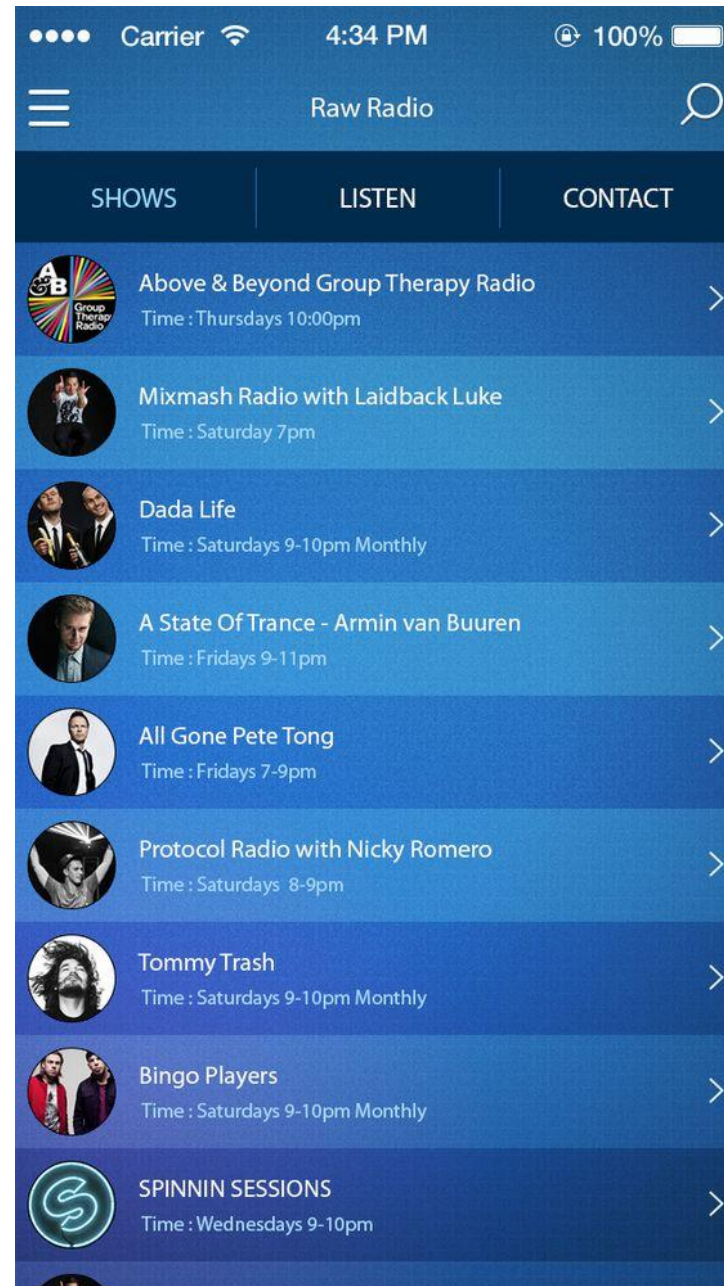 Carrier 4:34 PM 100%
Raw Radio
SHOWS LISTEN CONTACT
A&B
Group
Therapy
Radio
Above & Beyond Group Therapy Radio
Time : Thursdays 10:00pm
Mixmash Radio with Laidback Luke
Time : Saturday 7pm
Dada Life
Time : Saturdays 9-10pm Monthly
A State Of Trance - Armin van Buuren
Time : Fridays 9-11pm
All Gone Pete Tong
Time : Fridays 7-9pm
Protocol Radio with Nicky Romero
Time : Saturdays  8-9pm
Tommy Trash
Time : Saturdays 9-10pm Monthly
Bingo Players
Time : Saturdays 9-10pm Monthly
S
SPINNIN SESSIONS
Time : Wednesdays 9-10pm